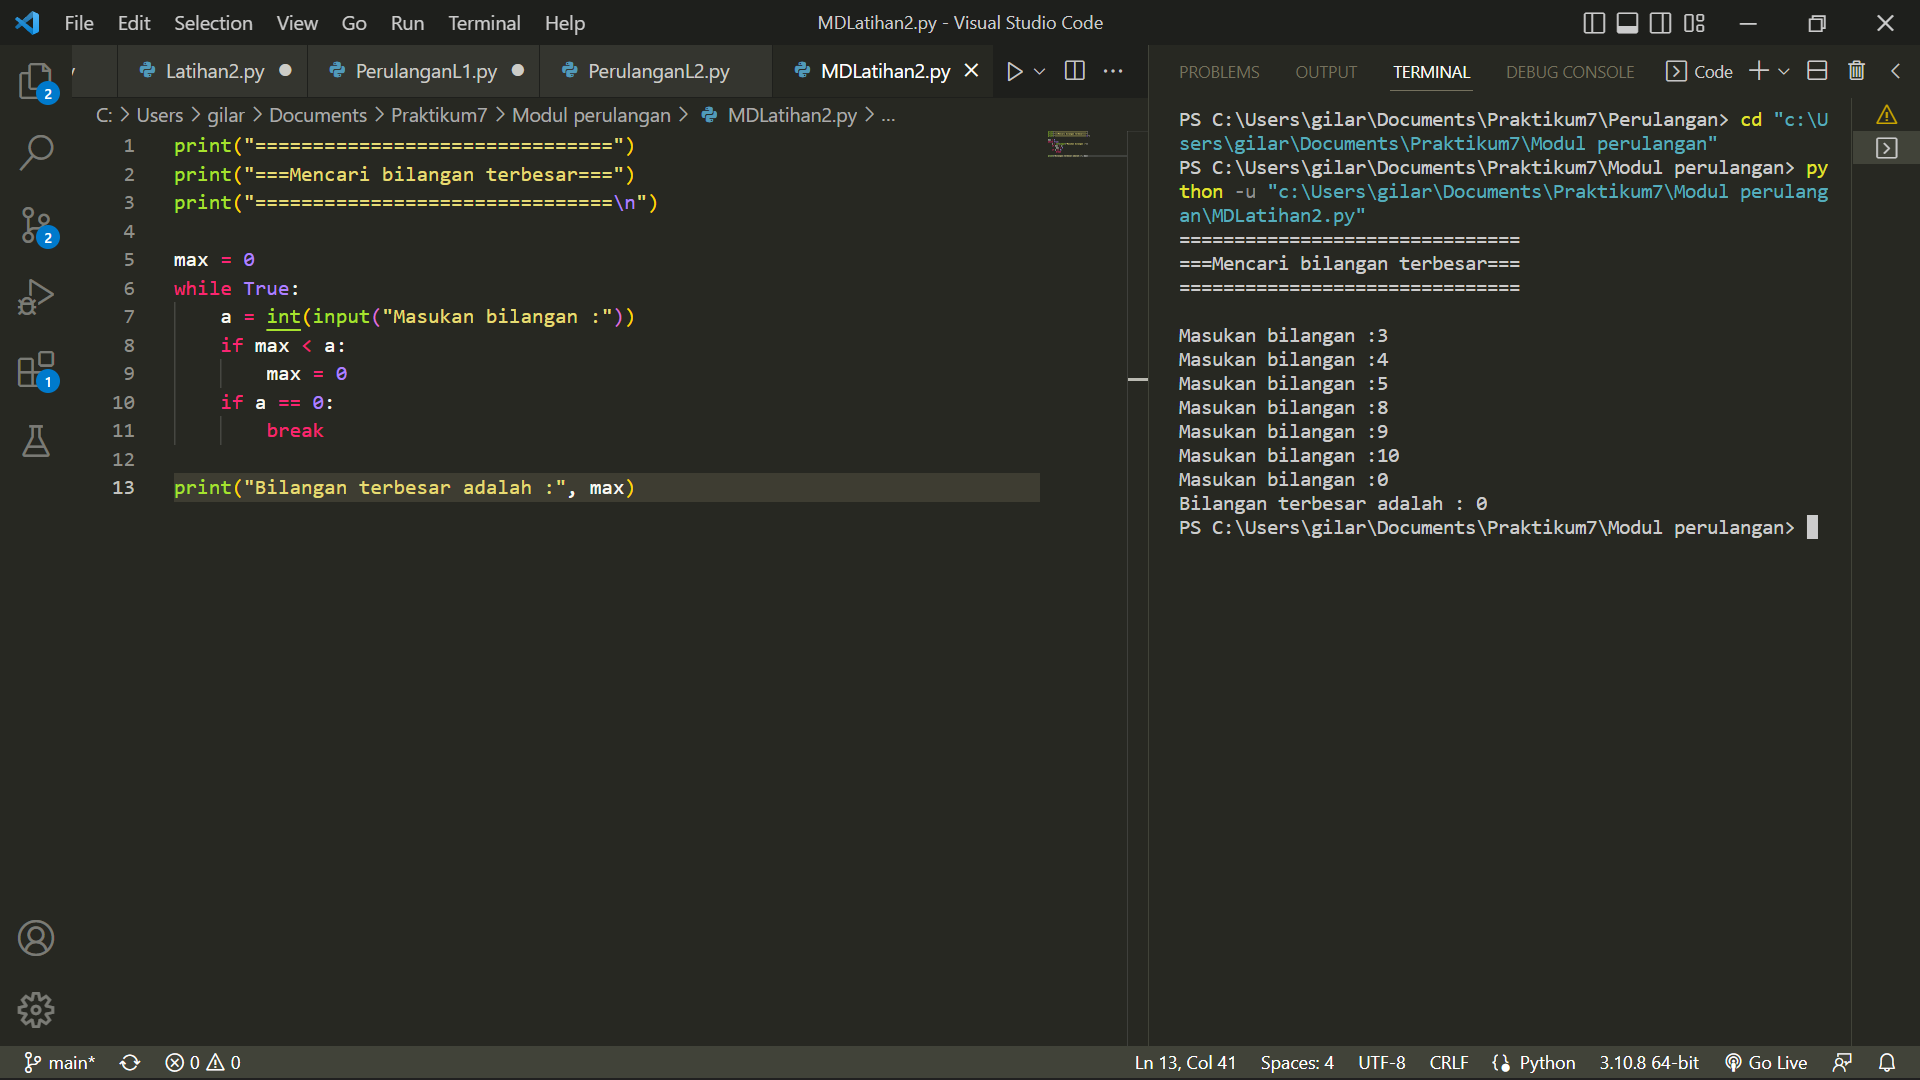 File Edit Selection View Go Run Terminal Help
MDLatihan2.py - Visual Studio Code
Latihan2.py
PerulanganL1.py
PerulanganL2.py
MDLatihan2.py
C: > Users > gilar > Documents > Praktikum7 > Modul perulangan > MDLatihan2.py > ...
1 print("===============================")
2 print("===Mencari bilangan terbesar===")
3 print("===============================\n")
4
5 max = 0
6 while True:
7     a = int(input("Masukan bilangan :"))
8     if max < a:
9         max = 0
10     if a == 0:
11         break
12
13 print("Bilangan terbesar adalah :", max)
PROBLEMS OUTPUT TERMINAL DEBUG CONSOLE
Code
PS C:\Users\gilar\Documents\Praktikum7\Perulangan> cd "c:\U
sers\gilar\Documents\Praktikum7\Modul perulangan"
PS C:\Users\gilar\Documents\Praktikum7\Modul perulangan> py
thon -u "c:\Users\gilar\Documents\Praktikum7\Modul perulang
an\MDLatihan2.py"
===============================
===Mencari bilangan terbesar===
===============================
Masukan bilangan :3
Masukan bilangan :4
Masukan bilangan :5
Masukan bilangan :8
Masukan bilangan :9
Masukan bilangan :10
Masukan bilangan :0
Bilangan terbesar adalah : 0
PS C:\Users\gilar\Documents\Praktikum7\Modul perulangan>
2
2
1
main* 0 0
Ln 13, Col 41 Spaces: 4 UTF-8 CRLF Python 3.10.8 64-bit Go Live